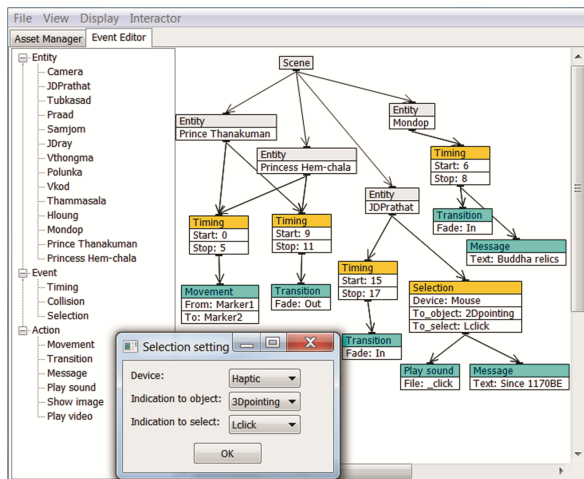 File View Display Interactor
Asset Manager Event Editor
Entity
Camera
JDPrathat
Tubkasad
Praad
Samjom
JDray
Vthongma
Polunka
Vkod
Thammasala
Hloung
Mondop
Prince Thanakuman
Princess Hem-chala
Event
Timing
Collision
Selection
Action
Movement
Transition
Message
Play sound
Show image
Play video
Scene
Entity
Prince Thanakuman
Entity
Princess Hem-chala
Entity
Mondop
Entity
JDPrathat
Timing
Start: 6
Stop: 8
Transition
Fade: In
Message
Text: Buddha relics
Timing
Start: 0
Stop: 5
Timing
Start: 9
Stop: 11
Movement
From: Marker1
To: Marker2
Transition
Fade: Out
Timing
Start: 15
Stop: 17
Selection
Device: Mouse
To_object: 2Dpointing
To_select: Lclick
Transition
Fade: In
Play sound
File: _click
Message
Text: Since 1170BE
Selection setting
Device: Haptic
Indication to object: 3Dpointing
Indication to select: Lclick
OK